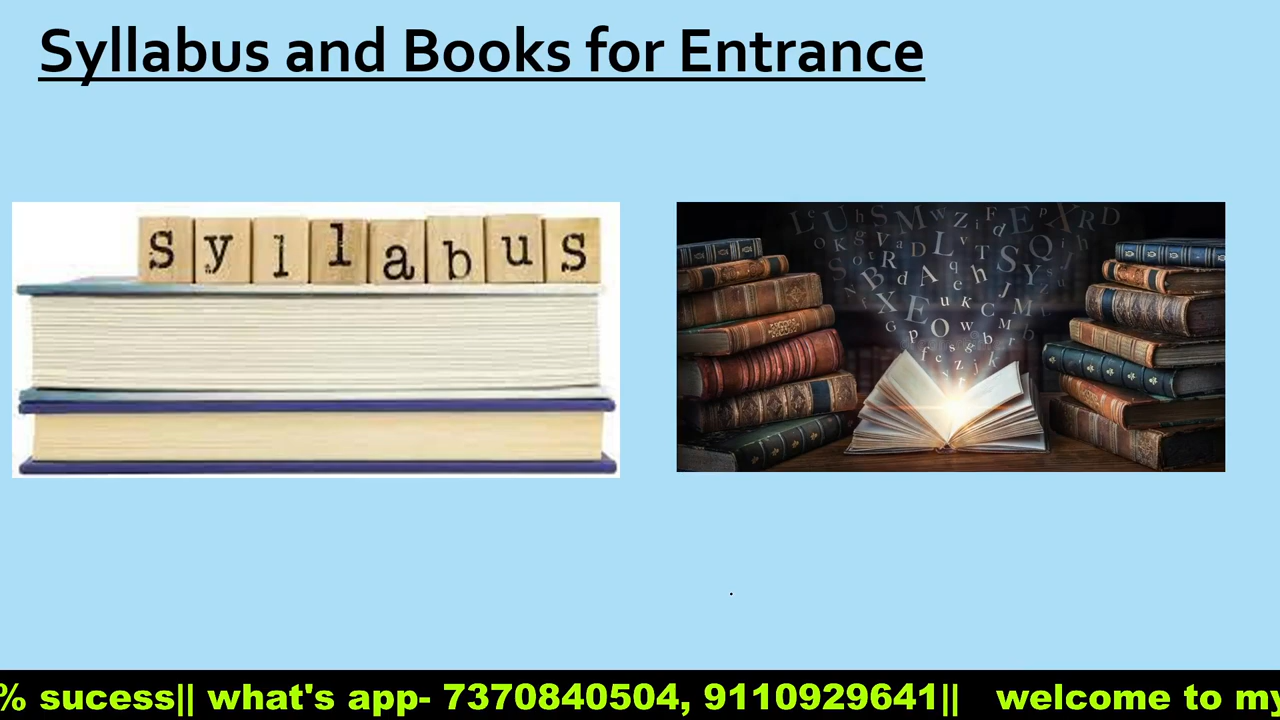 Syllabus and Books for Entrance
syllabus
% sucess|| what's app- 7370840504, 9110929641|| welcome to my